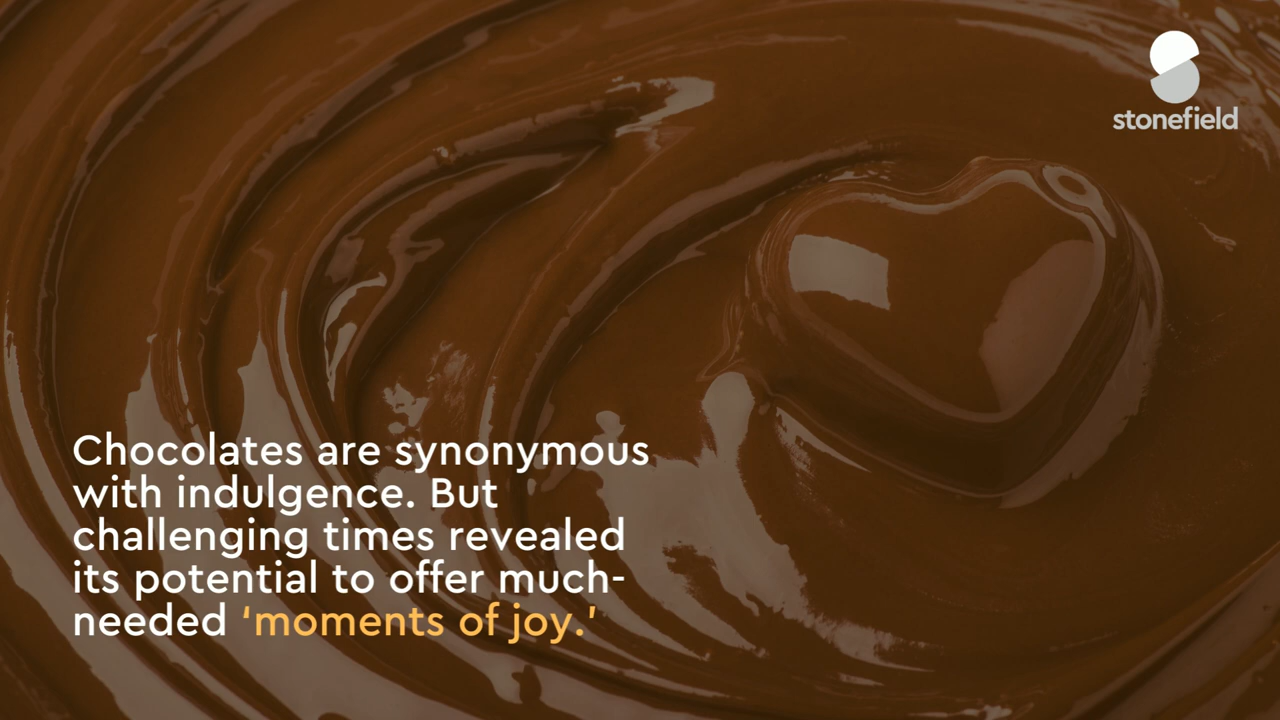 stonefield
Chocolates are synonymous
with indulgence. But
challenging times revealed
its potential to offer much-
needed ‘moments of joy.’